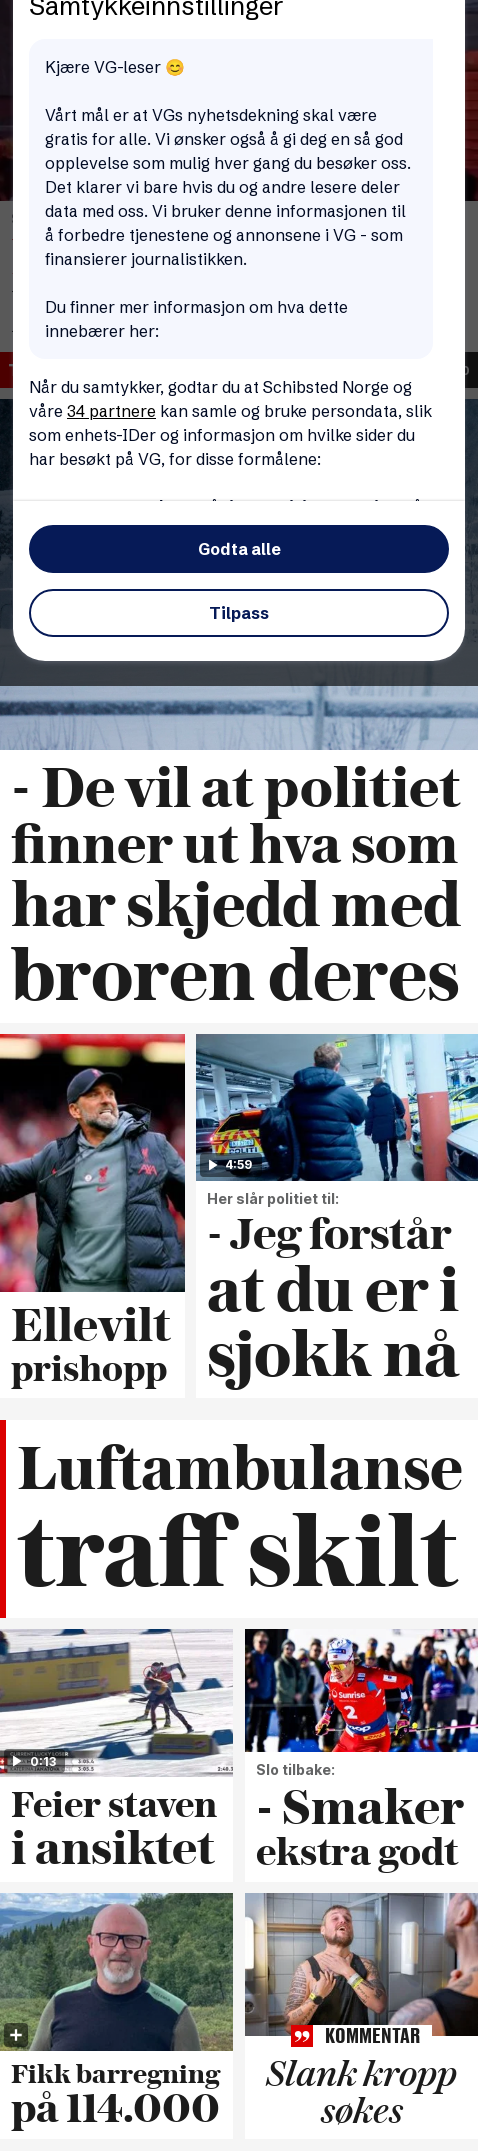 Samtykkeinnstillinger
Kjære VG-leser 😊
Vårt mål er at VGs nyhetsdekning skal være
gratis for alle. Vi ønsker også å gi deg en så god
opplevelse som mulig hver gang du besøker oss.
Det klarer vi bare hvis du og andre lesere deler
data med oss. Vi bruker denne informasjonen til
å forbedre tjenestene og annonsene i VG - som
finansierer journalistikken.
Du finner mer informasjon om hva dette
innebærer her:
Når du samtykker, godtar du at Schibsted Norge og
våre 34 partnere kan samle og bruke persondata, slik
som enhets-IDer og informasjon om hvilke sider du
har besøkt på VG, for disse formålene:
Godta alle
Tilpass
- De vil at politiet
finner ut hva som
har skjedd med
broren deres
Ellevilt
prishopp
4:59
Her slår politiet til:
- Jeg forstår
at du er i
sjokk nå
Luftambulanse
traff skilt
0:13
Feier staven
i ansiktet
Sunrise
2
coop
Slo tilbake:
- Smaker
ekstra godt
Fikk barregning
på 114.000
KOMMENTAR
Slank kropp
søkes